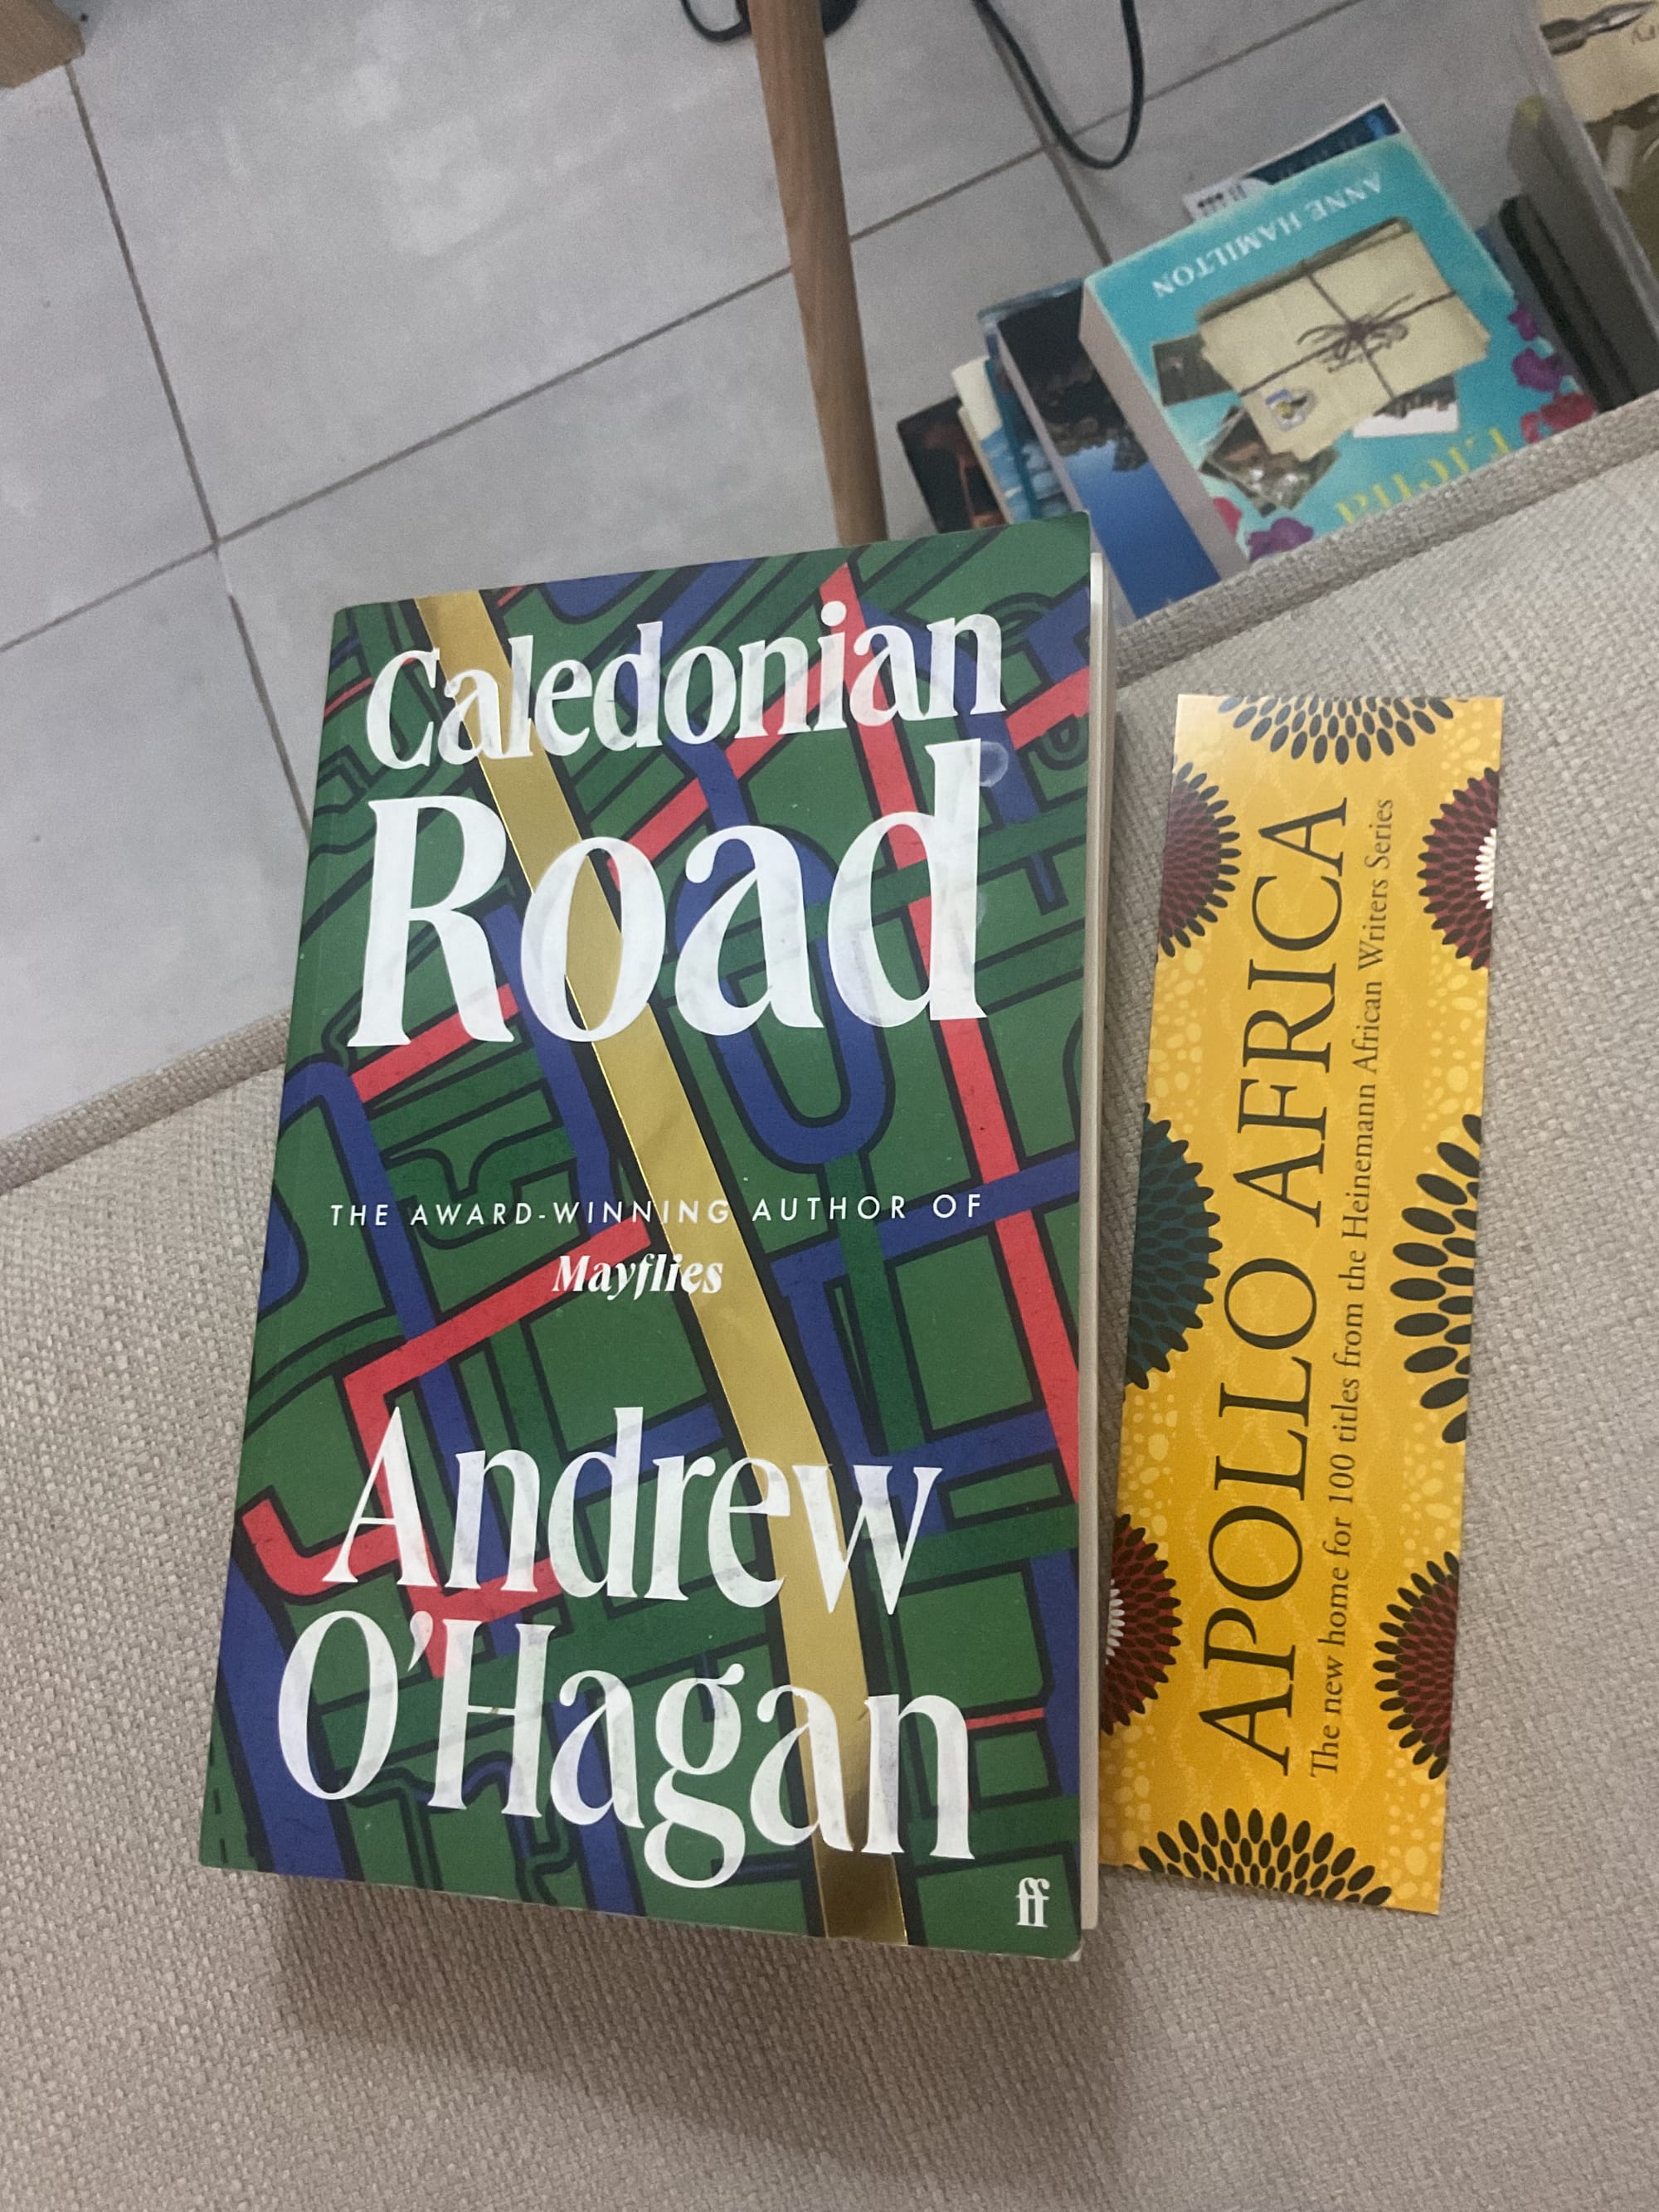 Caledonian
Road
THE AWARD-WINNING AUTHOR OF
Mayflies
Andrew
O'Hagan
ff
APOLLO AFRICA
The new home for 100 titles from the Heinemann African Writers Series
ANNE HAMILTON